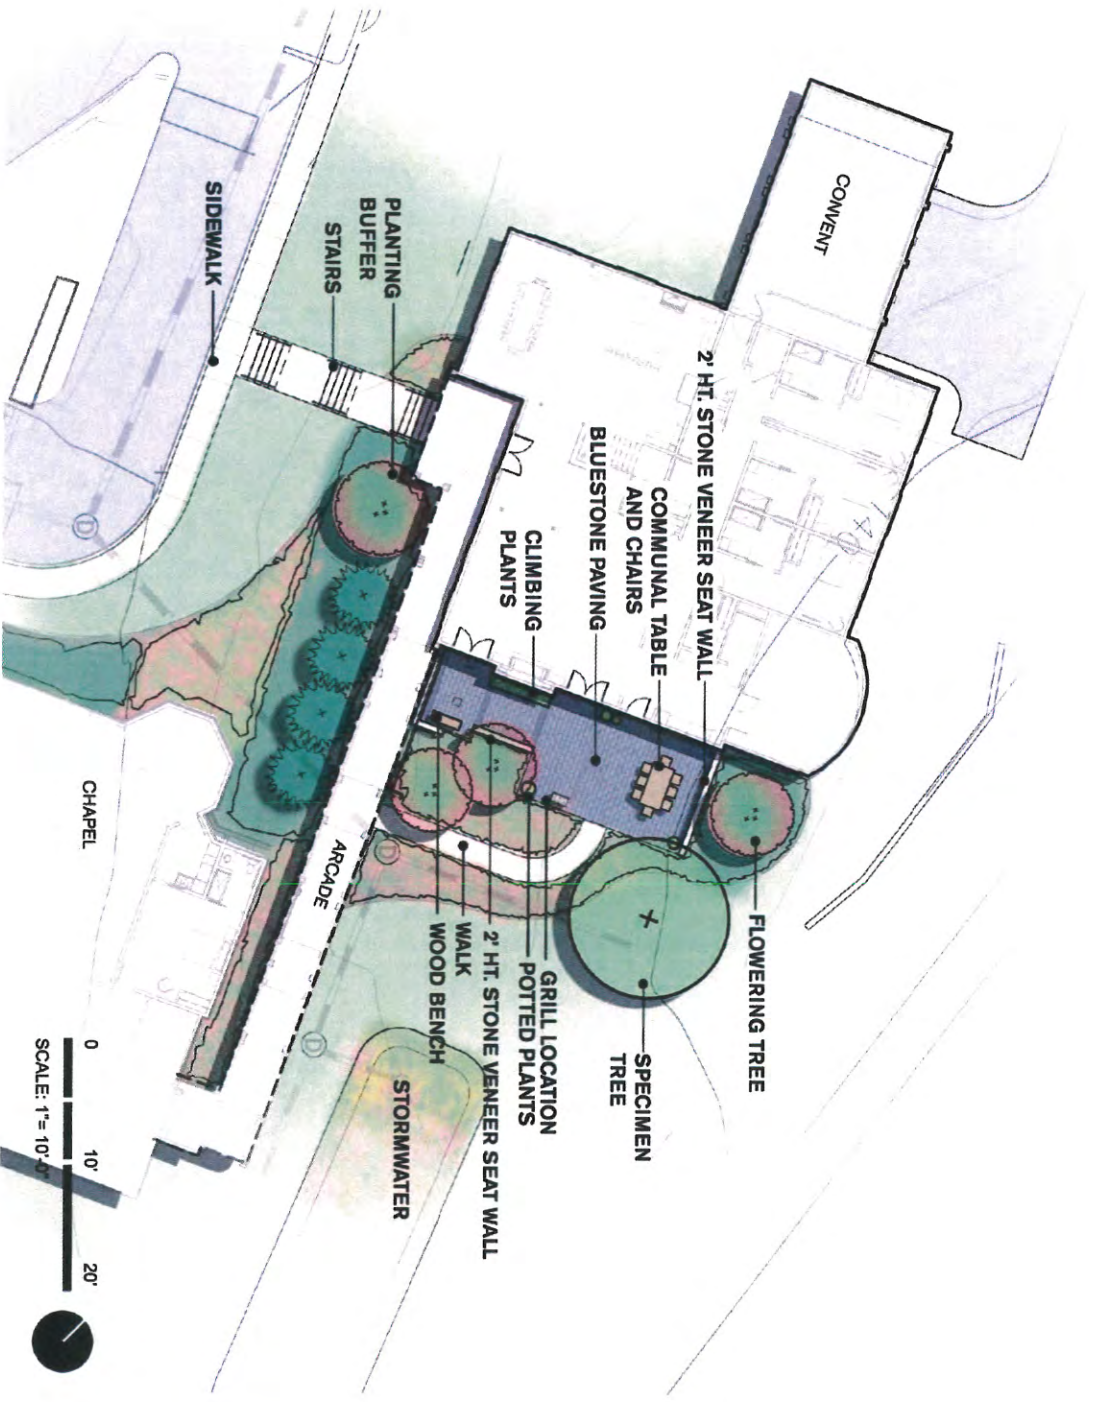 CONVENT
2' HT. STONE VENEER SEAT WALL
COMMUNAL TABLE
AND CHAIRS
BLUESTONE PAVING
CLIMBING
PLANTS
PLANTING
BUFFER
STAIRS
SIDEWALK
FLOWERING TREE
SPECIMEN
TREE
GRILL LOCATION
POTTED PLANTS
2' HT. STONE VENEER SEAT WALL
WALK
WOOD BENCH
STORMWATER
ARCADE
CHAPEL
D
D
D
14
0
10'
20'
SCALE: 1"= 10'-0"